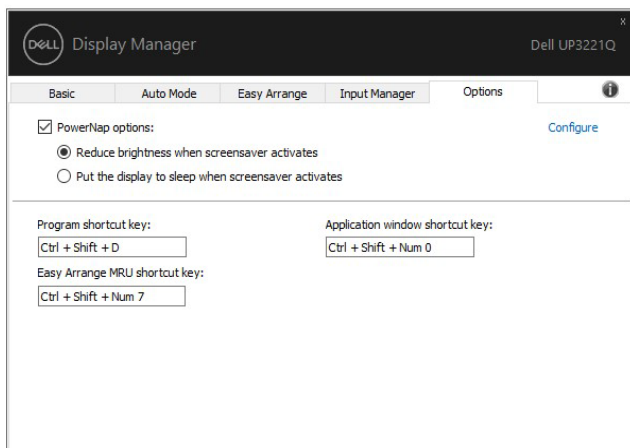 DELL Display Manager Dell UP3221Q
x
Basic Auto Mode Easy Arrange Input Manager Options i
PowerNap options: Configure
Reduce brightness when screensaver activates
Put the display to sleep when screensaver activates
Program shortcut key: Application window shortcut key:
Ctrl + Shift + D Ctrl + Shift + Num 0
Easy Arrange MRU shortcut key:
Ctrl + Shift + Num 7